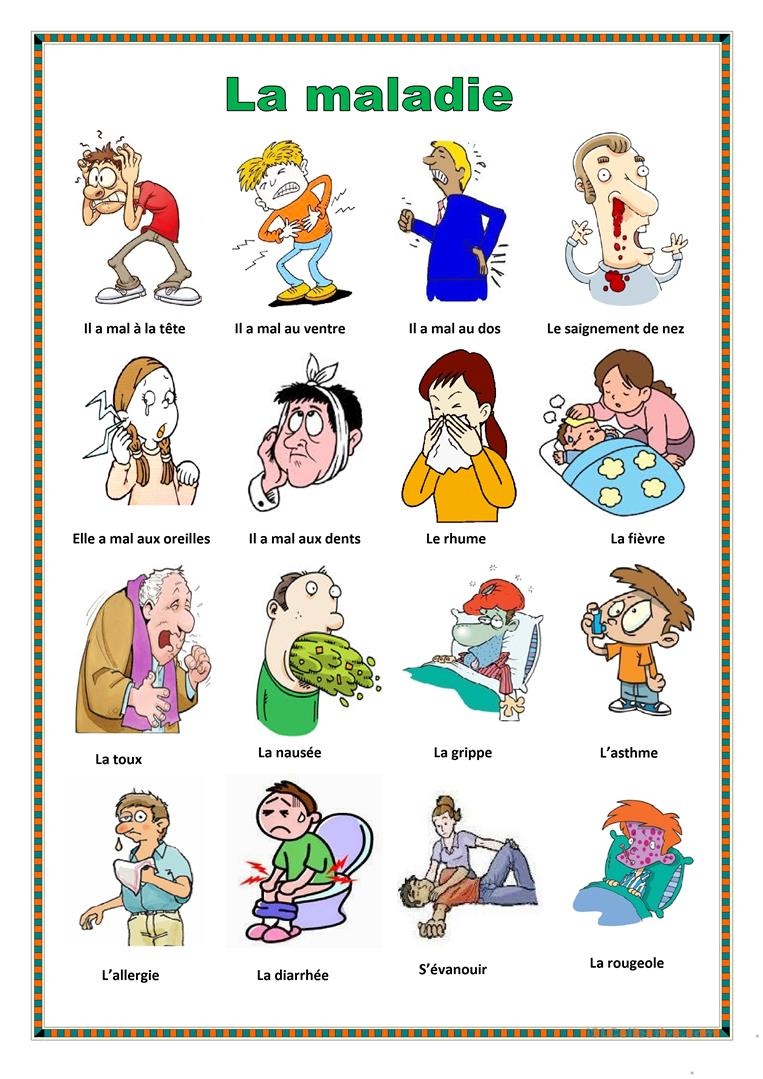 La maladie
Il a mal à la tête
Il a mal au ventre
Il a mal au dos
Le saignement de nez
Elle a mal aux oreilles
Il a mal aux dents
Le rhume
La fièvre
La toux
La nausée
La grippe
L’asthme
L’allergie
La diarrhée
S’évanouir
La rougeole